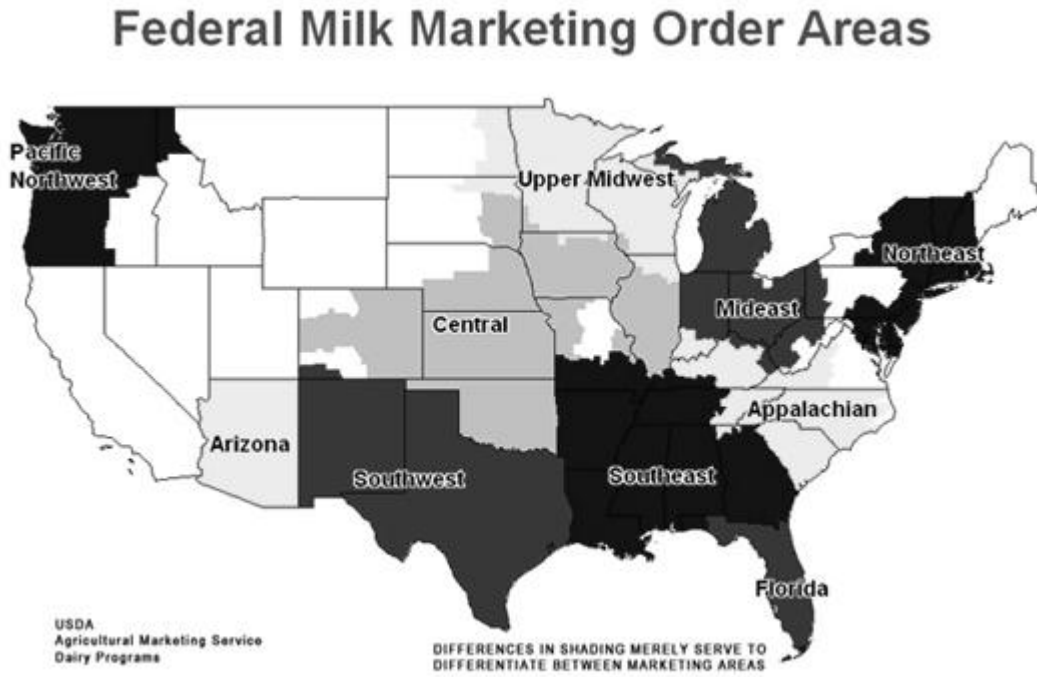 Federal Milk Marketing Order Areas
Pacific
Northwest
Upper Midwest
Northeast
Mideast
Central
Appalachian
Arizona
Southwest
Southeast
Florida
USDA
Agricultural Marketing Service
Dairy Programs
DIFFERENCES IN SHADING MERELY SERVE TO
DIFFERENTIATE BETWEEN MARKETING AREAS